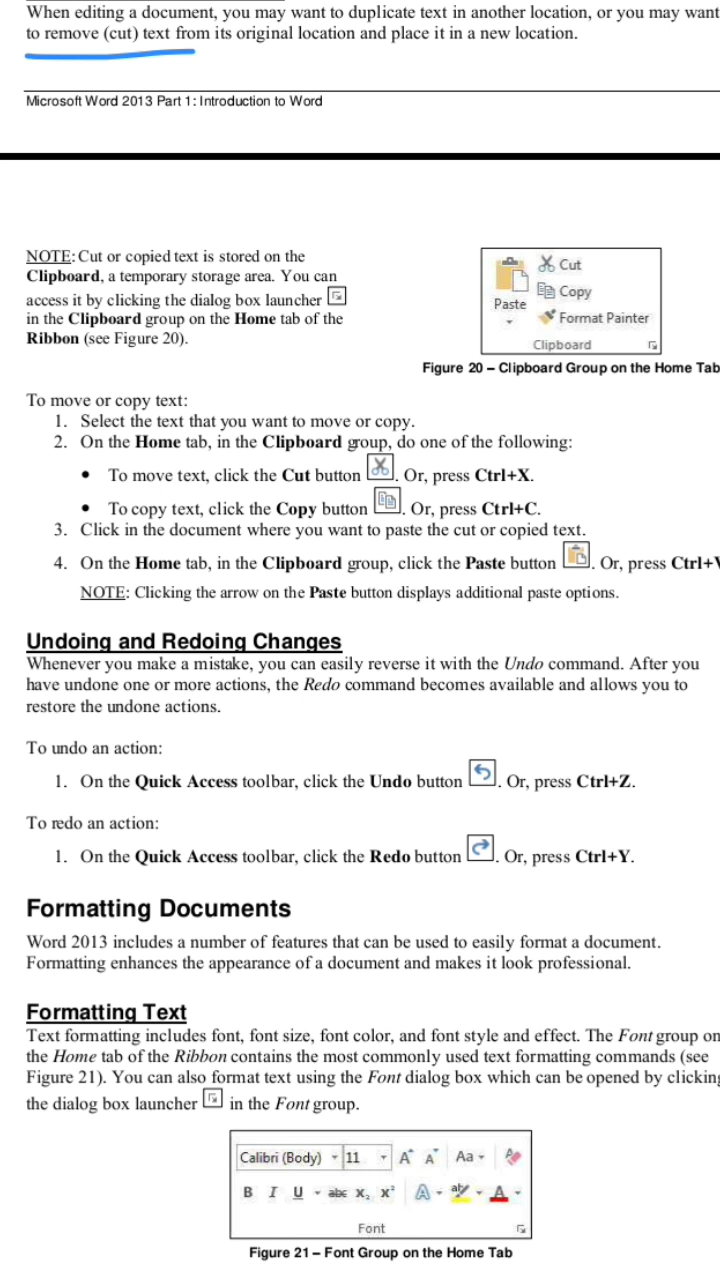 When editing a document, you may want to duplicate text in another location, or you may want
to remove (cut) text from its original location and place it in a new location.
Microsoft Word 2013 Part 1: Introduction to Word
NOTE: Cut or copied text is stored on the
Clipboard, a temporary storage area. You can
access it by clicking the dialog box launcher
in the Clipboard group on the Home tab of the
Ribbon (see Figure 20).
Cut
Copy
Paste
Format Painter
Clipboard
Figure 20 – Clipboard Group on the Home Tab
To move or copy text:
1. Select the text that you want to move or copy.
2. On the Home tab, in the Clipboard group, do one of the following:
• To move text, click the Cut button . Or, press Ctrl+X.
• To copy text, click the Copy button . Or, press Ctrl+C.
3. Click in the document where you want to paste the cut or copied text.
4. On the Home tab, in the Clipboard group, click the Paste button . Or, press Ctrl+V
NOTE: Clicking the arrow on the Paste button displays additional paste options.
Undoing and Redoing Changes
Whenever you make a mistake, you can easily reverse it with the Undo command. After you
have undone one or more actions, the Redo command becomes available and allows you to
restore the undone actions.
To undo an action:
1. On the Quick Access toolbar, click the Undo button . Or, press Ctrl+Z.
To redo an action:
1. On the Quick Access toolbar, click the Redo button . Or, press Ctrl+Y.
Formatting Documents
Word 2013 includes a number of features that can be used to easily format a document.
Formatting enhances the appearance of a document and makes it look professional.
Formatting Text
Text formatting includes font, font size, font color, and font style and effect. The Font group on
the Home tab of the Ribbon contains the most commonly used text formatting commands (see
Figure 21). You can also format text using the Font dialog box which can be opened by clicking
the dialog box launcher in the Font group.
Calibri (Body) 11 A A Aa A
B I U abc X₂ X² A ab A
Font
Figure 21 – Font Group on the Home Tab